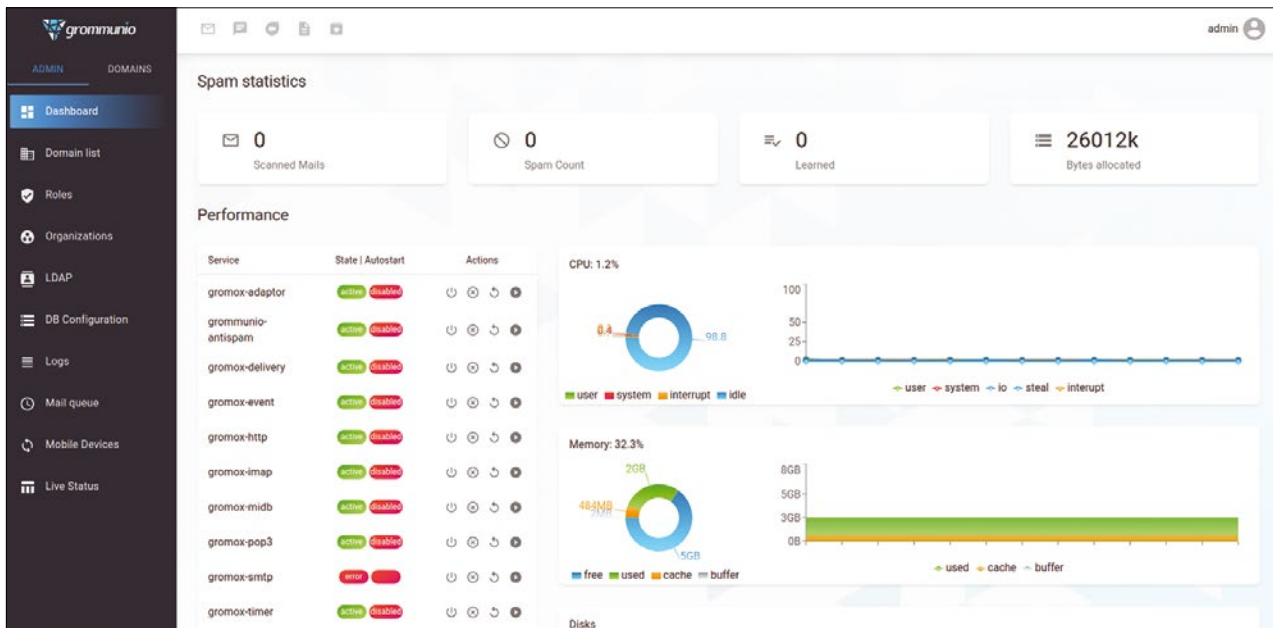 grommunio
admin
ADMIN DOMAINS
Dashboard
Domain list
Roles
Organizations
LDAP
DB Configuration
Logs
Mail queue
Mobile Devices
Live Status
Spam statistics
0
Scanned Mails
0
Spam Count
0
Learned
26012k
Bytes allocated
Performance
Service State | Autostart Actions
gromox-adaptor active disabled
grommunio-
antispam active disabled
gromox-delivery active disabled
gromox-event active disabled
gromox-http active disabled
gromox-imap active disabled
gromox-midb active disabled
gromox-pop3 active disabled
gromox-smtp error
gromox-timer active disabled
CPU: 1.2%
0.4
98.8
user system interrupt idle
100
50
25
0
user system io steal interupt
Memory: 32.3%
2GB
484MB
2MB
5GB
free used cache buffer
8GB
5GB
3GB
0B
used cache buffer
Disks